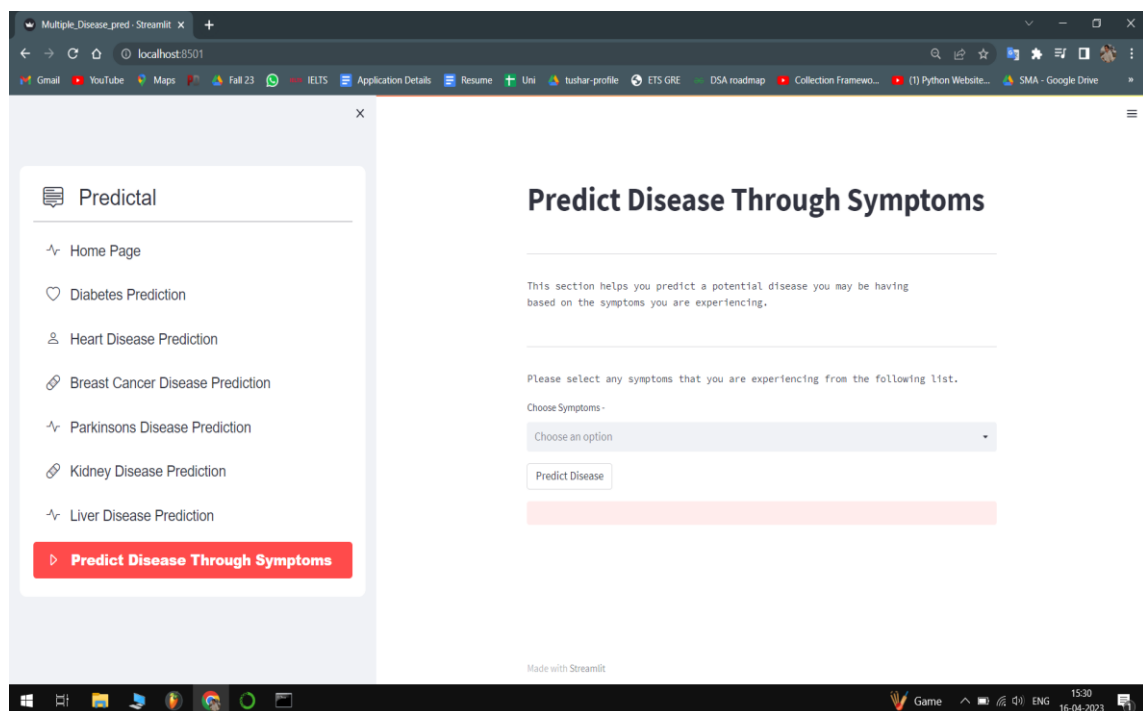 Multiple_Disease_pred · Streamlit
localhost:8501
Gmail YouTube Maps Fall 23 IELTS Application Details Resume Uni tushar-profile ETS GRE DSA roadmap Collection Framewo... (1) Python Website... SMA - Google Drive »
Predictal
Home Page
Diabetes Prediction
Heart Disease Prediction
Breast Cancer Disease Prediction
Parkinsons Disease Prediction
Kidney Disease Prediction
Liver Disease Prediction
Predict Disease Through Symptoms
Predict Disease Through Symptoms
This section helps you predict a potential disease you may be having
based on the symptoms you are experiencing.
Please select any symptoms that you are experiencing from the following list.
Choose Symptoms -
Choose an option
Predict Disease
Made with Streamlit
Game ENG 15:30
16-04-2023